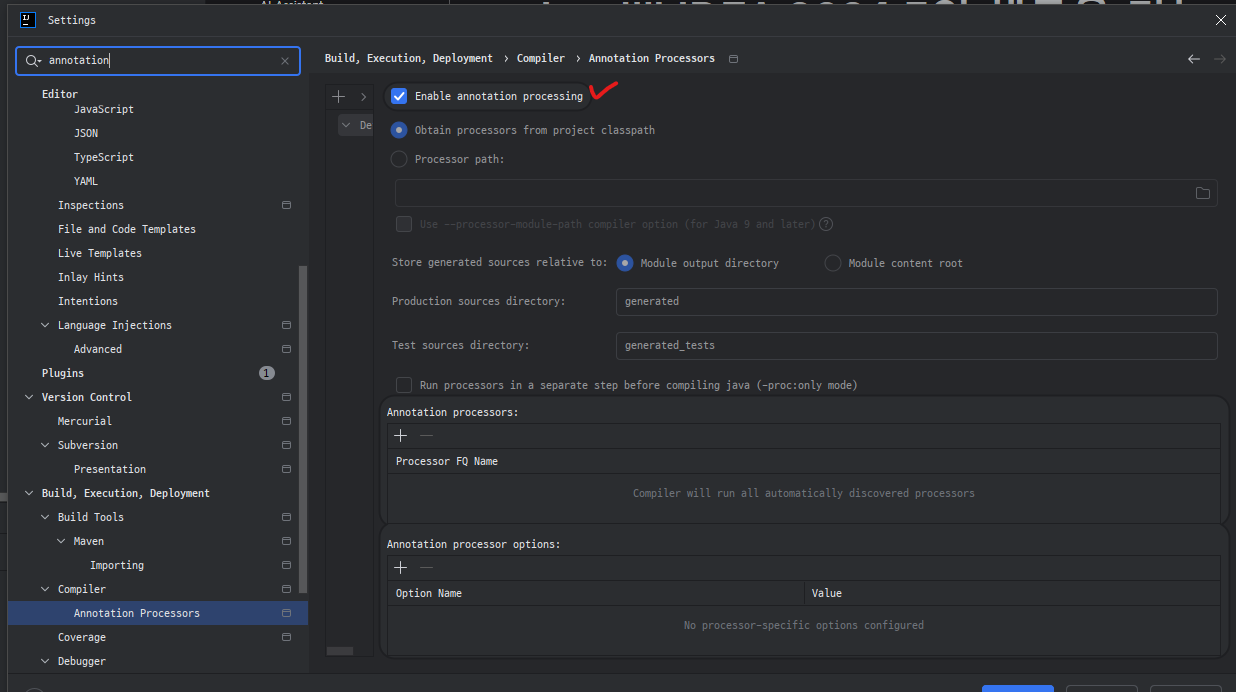 AI Assistant
Settings
annotation
Build, Execution, Deployment › Compiler › Annotation Processors
Editor
JavaScript
JSON
TypeScript
YAML
Inspections
File and Code Templates
Live Templates
Inlay Hints
Intentions
Language Injections
Advanced
Plugins 1
Version Control
Mercurial
Subversion
Presentation
Build, Execution, Deployment
Build Tools
Maven
Importing
Compiler
Annotation Processors
Coverage
Debugger
De
Enable annotation processing
Obtain processors from project classpath
Processor path:
Use --processor-module-path compiler option (for Java 9 and later) ?
Store generated sources relative to: Module output directory Module content root
Production sources directory: generated
Test sources directory: generated_tests
Run processors in a separate step before compiling java (-proc:only mode)
Annotation processors:
Processor FQ Name
Compiler will run all automatically discovered processors
Annotation processor options:
Option Name Value
No processor-specific options configured